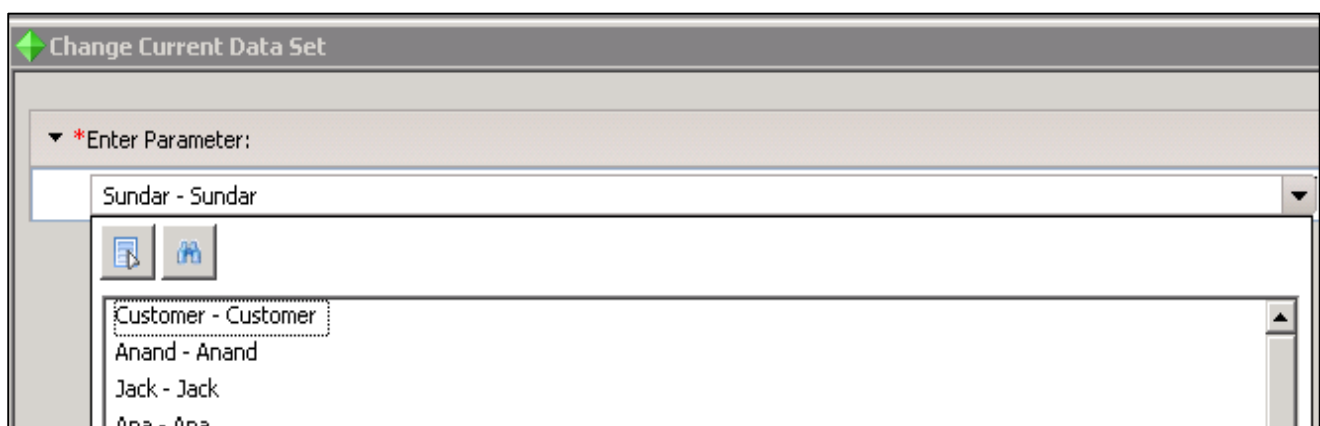 Change Current Data Set
*Enter Parameter:
Sundar - Sundar
Customer - Customer
Anand - Anand
Jack - Jack